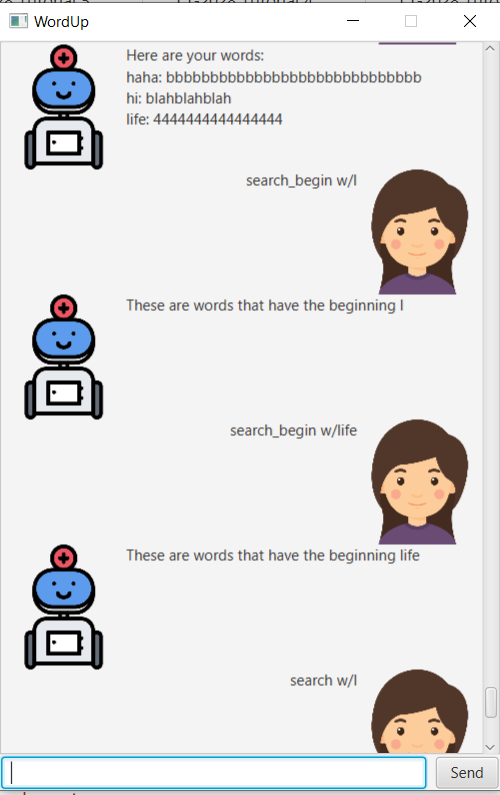 WordUp
Here are your words:
haha: bbbbbbbbbbbbbbbbbbbbbbbbbbbbb
hi: blahblahblah
life: 4444444444444444
search_begin w/l
These are words that have the beginning l
search_begin w/life
These are words that have the beginning life
search w/l
Send